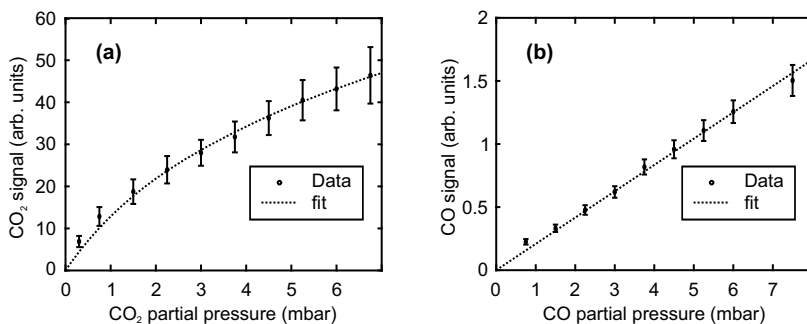 (a)
CO₂ signal (arb. units)
60
50
40
30
20
10
0
0 1 2 3 4 5 6
CO₂ partial pressure (mbar)
Data
fit
(b)
CO signal (arb. units)
2
1.5
1
0.5
0
0 1 2 3 4 5 6 7
CO partial pressure (mbar)
Data
fit